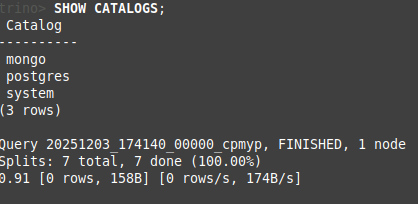 trino> SHOW CATALOGS;
Catalog
----------
mongo
postgres
system
(3 rows)
Query 20251203_174140_00000_cpmyp, FINISHED, 1 node
Splits: 7 total, 7 done (100.00%)
0.91 [0 rows, 158B] [0 rows/s, 174B/s]